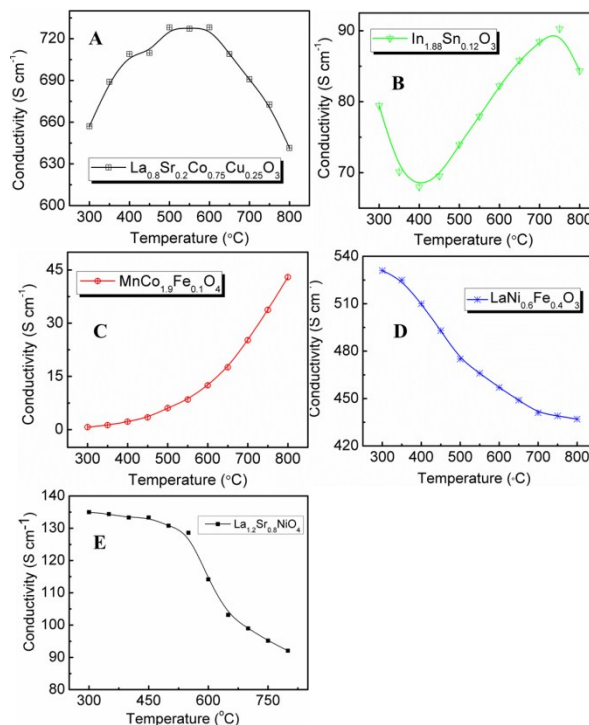 A
Conductivity (S cm⁻¹)
720
690
660
630
600
La₀.₈Sr₀.₂Co₀.₇₅Cu₀.₂₅O₃
300 400 500 600 700 800
Temperature (°C)
B
Conductivity (S cm⁻¹)
90
80
70
In₁.₈₈Sn₀.₁₂O₃
300 400 500 600 700 800
Temperature (°C)
C
Conductivity (S cm⁻¹)
45
30
15
0
MnCo₁.₉Fe₀.₁O₄
300 400 500 600 700 800
Temperature (°C)
D
Conductivity (S cm⁻¹)
540
510
480
450
420
LaNi₀.₆Fe₀.₄O₃
300 400 500 600 700 800
Temperature (◦C)
E
Conductivity (S cm⁻¹)
140
130
120
110
100
90
80
La₁.₂Sr₀.₈NiO₄
300 450 600 750
Temperature (°C)